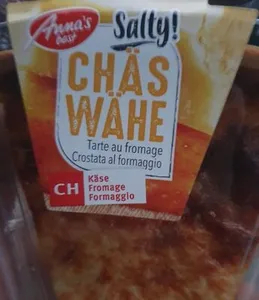 Anna's
best
Salty!
CHÄS
WÄHE
Tarte au fromage
Crostata al formaggio
CH
Käse
Fromage
Formaggio